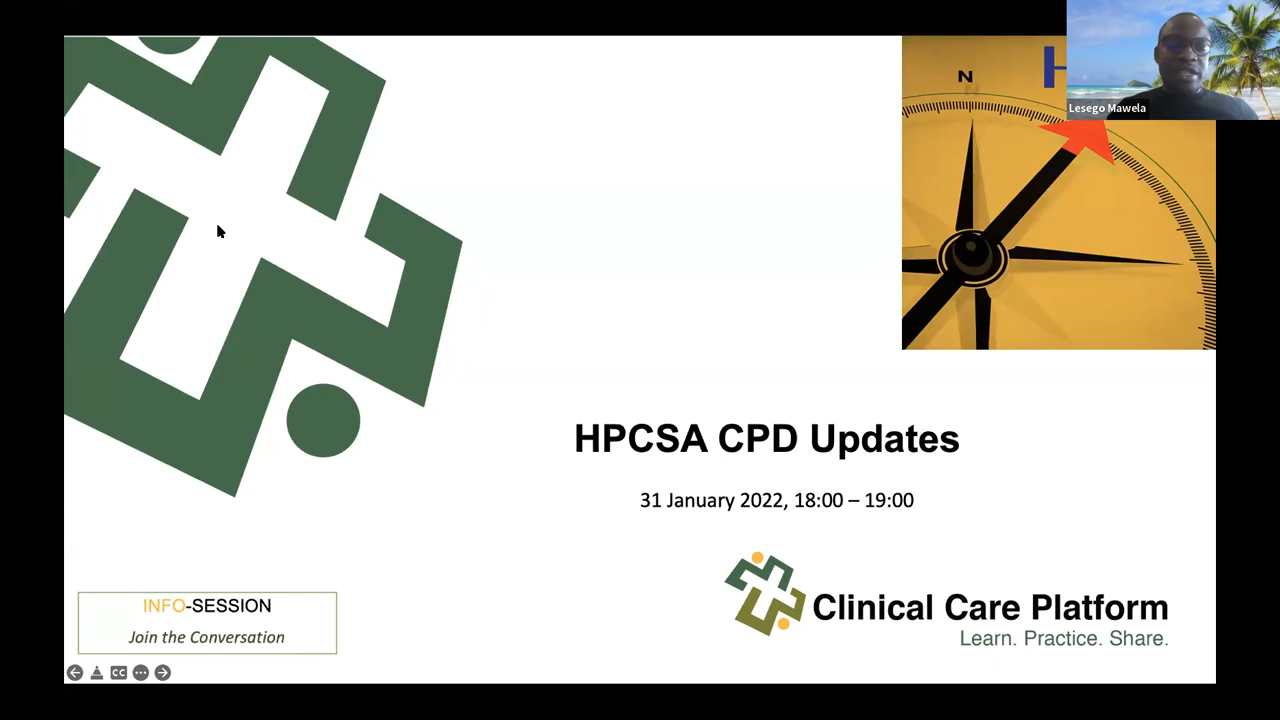 N
H
Lesego Mawela
HPCSA CPD Updates
31 January 2022, 18:00 – 19:00
INFO-SESSION
Join the Conversation
Clinical Care Platform
Learn. Practice. Share.
CC